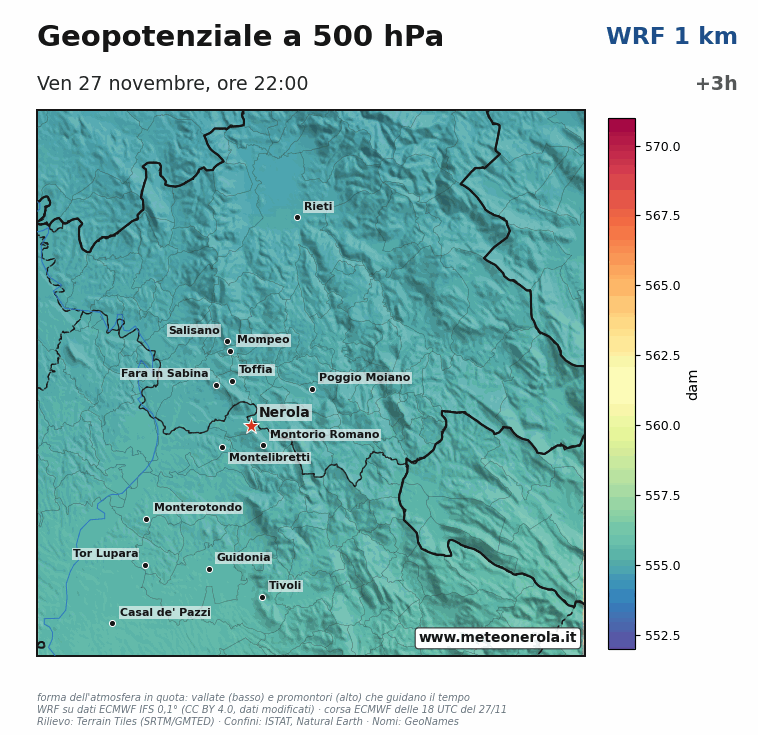 Geopotenziale a 500 hPa
WRF 1 km
Ven 27 novembre, ore 22:00
+3h
Rieti
Salisano
Mompeo
Toffia
Fara in Sabina
Poggio Moiano
Nerola
Montorio Romano
Montelibretti
Monterotondo
Tor Lupara
Guidonia
Tivoli
Casal de' Pazzi
www.meteonerola.it
570.0
567.5
565.0
562.5
560.0
557.5
555.0
552.5
dam
forma dell'atmosfera in quota: vallate (basso) e promontori (alto) che guidano il tempo
WRF su dati ECMWF IFS 0,1° (CC BY 4.0, dati modificati) · corsa ECMWF delle 18 UTC del 27/11
Rilievo: Terrain Tiles (SRTM/GMTED) · Confini: ISTAT, Natural Earth · Nomi: GeoNames